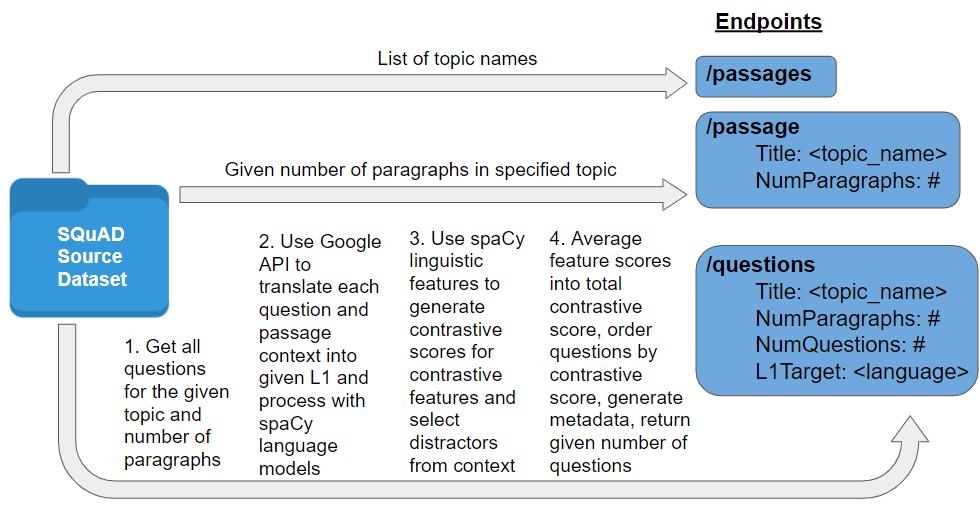 Endpoints
List of topic names
/passages
/passage
Title: <topic_name>
NumParagraphs: #
Given number of paragraphs in specified topic
SQuAD
Source
Dataset
1. Get all
questions
for the given
topic and
number of
paragraphs
2. Use Google
API to
translate each
question and
passage
context into
given L1 and
process with
spaCy
language
models
3. Use spaCy
linguistic
features to
generate
contrastive
scores for
contrastive
features and
select
distractors
from context
4. Average
feature scores
into total
contrastive
score, order
questions by
contrastive
score, generate
metadata, return
given number of
questions
/questions
Title: <topic_name>
NumParagraphs: #
NumQuestions: #
L1Target: <language>